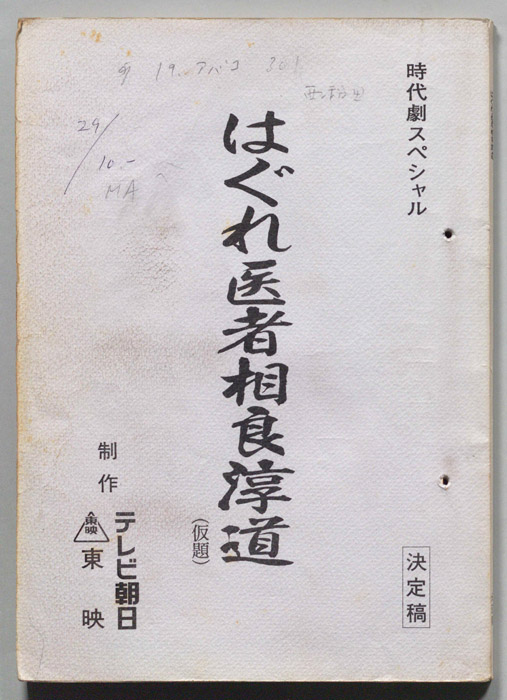 時代劇スペシャル
決定稿
はぐれ医者相良淳道
(仮題)
制作
テレビ朝日
東映
東映
19. アバコ 301
29/
10.-
MA